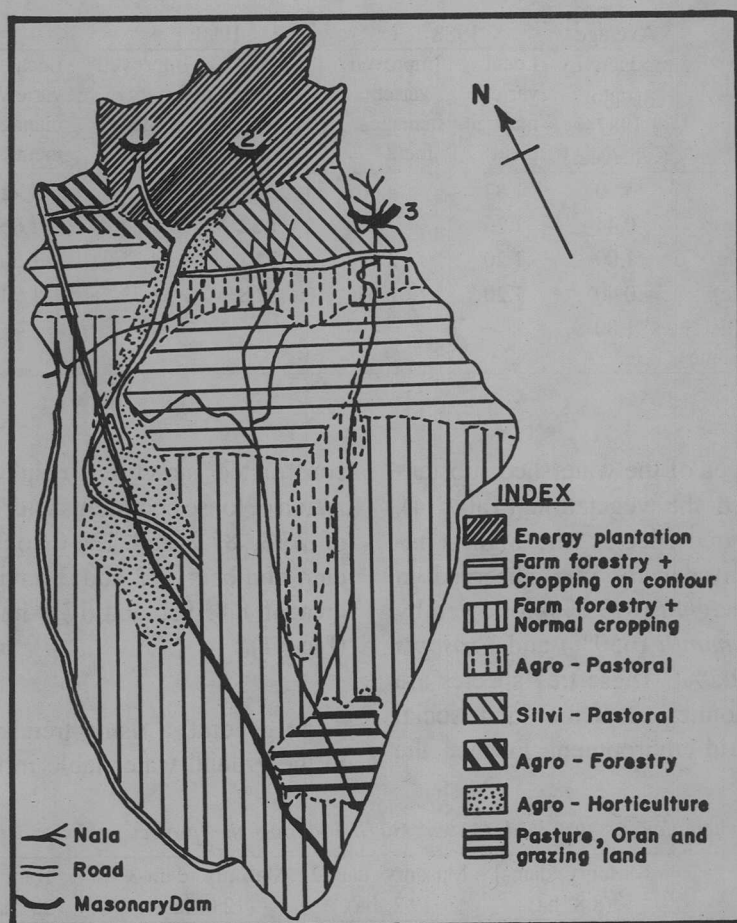 N
1
2
3
INDEX
Energy plantation
Farm forestry +
Cropping on contour
Farm forestry +
Normal cropping
Agro - Pastoral
Silvi - Pastoral
Agro - Forestry
Agro - Horticulture
Pasture, Oran and
grazing land
Nala
Road
MasonaryDam